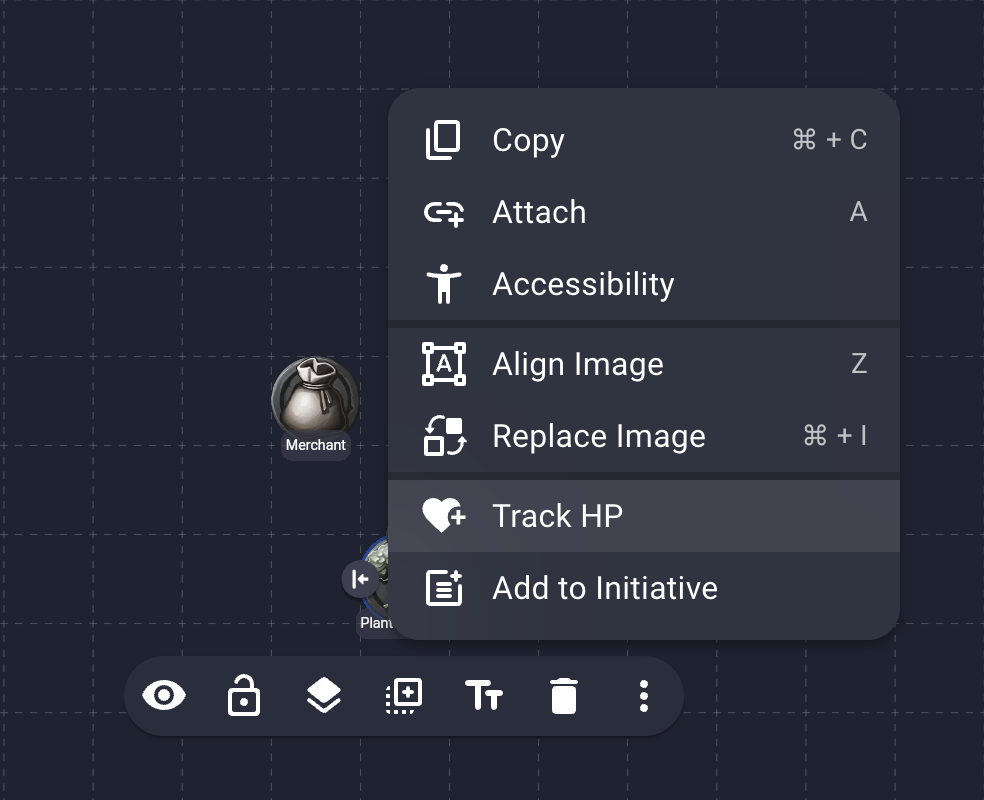 Copy ⌘ + C
Attach A
Accessibility
Align Image Z
Replace Image ⌘ + I
Merchant
Track HP
Add to Initiative
Plant